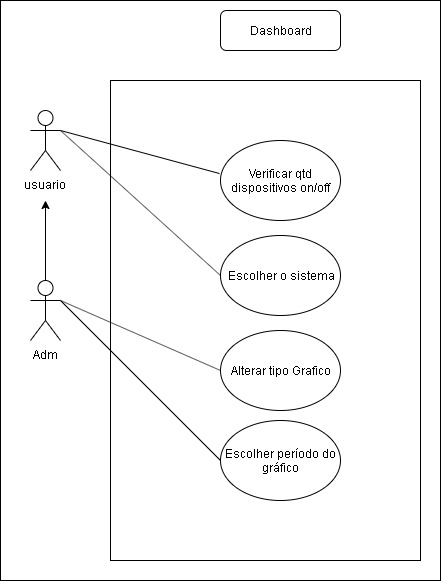 Dashboard
usuario
Verificar qtd
dispositivos on/off
Escolher o sistema
Adm
Alterar tipo Grafico
Escolher período do
gráfico